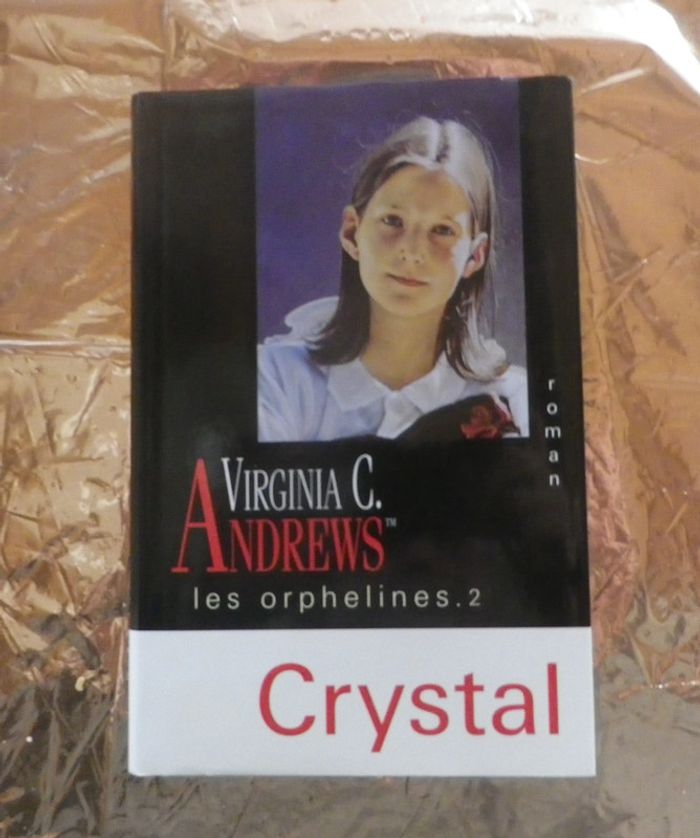 roman
VIRGINIA C.
ANDREWS™
les orphelines.2
Crystal